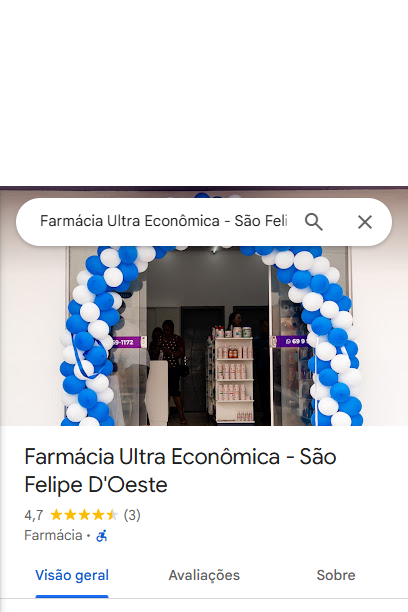 Farmácia Ultra Econômica - São Feli
69-1172
69 9
Farmácia Ultra Econômica - São
Felipe D'Oeste
4,7 (3)
Farmácia ·
Visão geral Avaliações Sobre